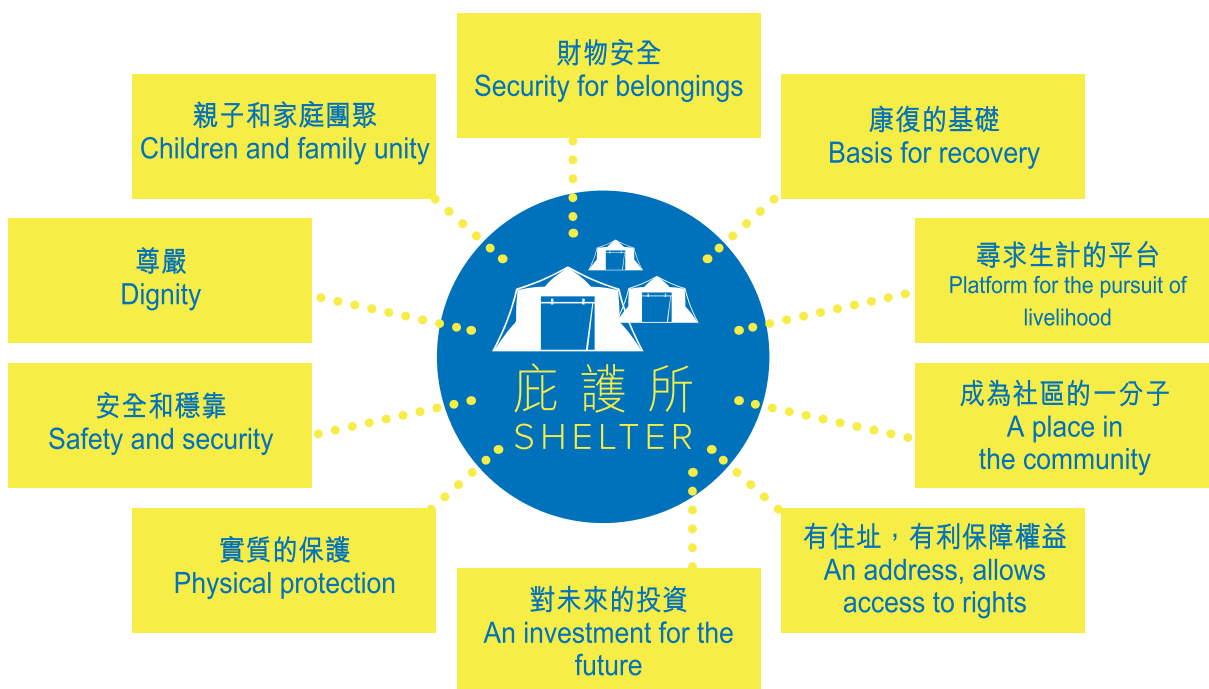 財物安全
Security for belongings
親子和家庭團聚
Children and family unity
康復的基礎
Basis for recovery
尊嚴
Dignity
尋求生計的平台
Platform for the pursuit of
livelihood
庇護所
SHELTER
安全和穩靠
Safety and security
成為社區的一分子
A place in
the community
實質的保護
Physical protection
有住址，有利保障權益
An address, allows
access to rights
對未來的投資
An investment for the
future